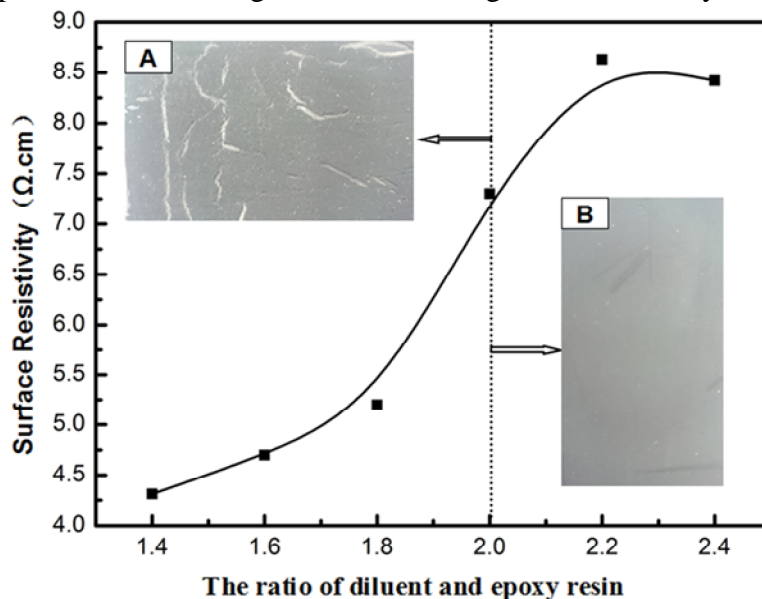 9.0
8.5
8.0
7.5
7.0
6.5
6.0
5.5
5.0
4.5
4.0
Surface Resistivity（Ω.cm）
A
B
1.4 1.6 1.8 2.0 2.2 2.4
The ratio of diluent and epoxy resin